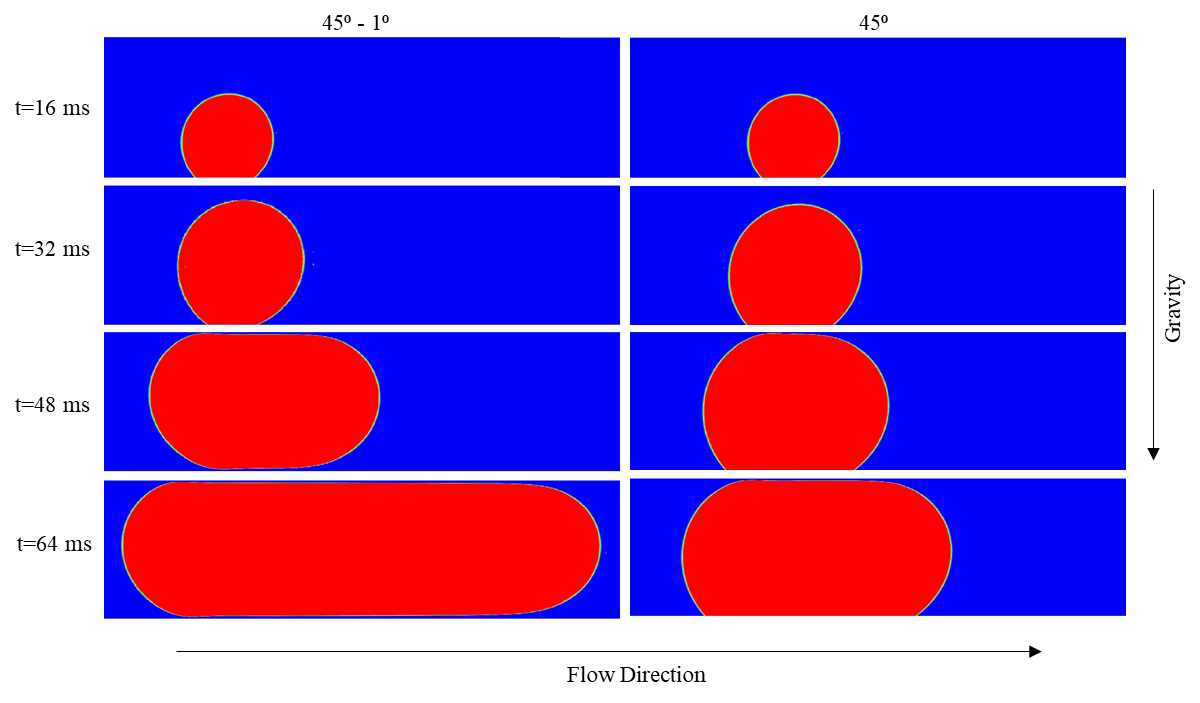 45º - 1º
45º
t=16 ms
t=32 ms
Gravity
t=48 ms
t=64 ms
Flow Direction